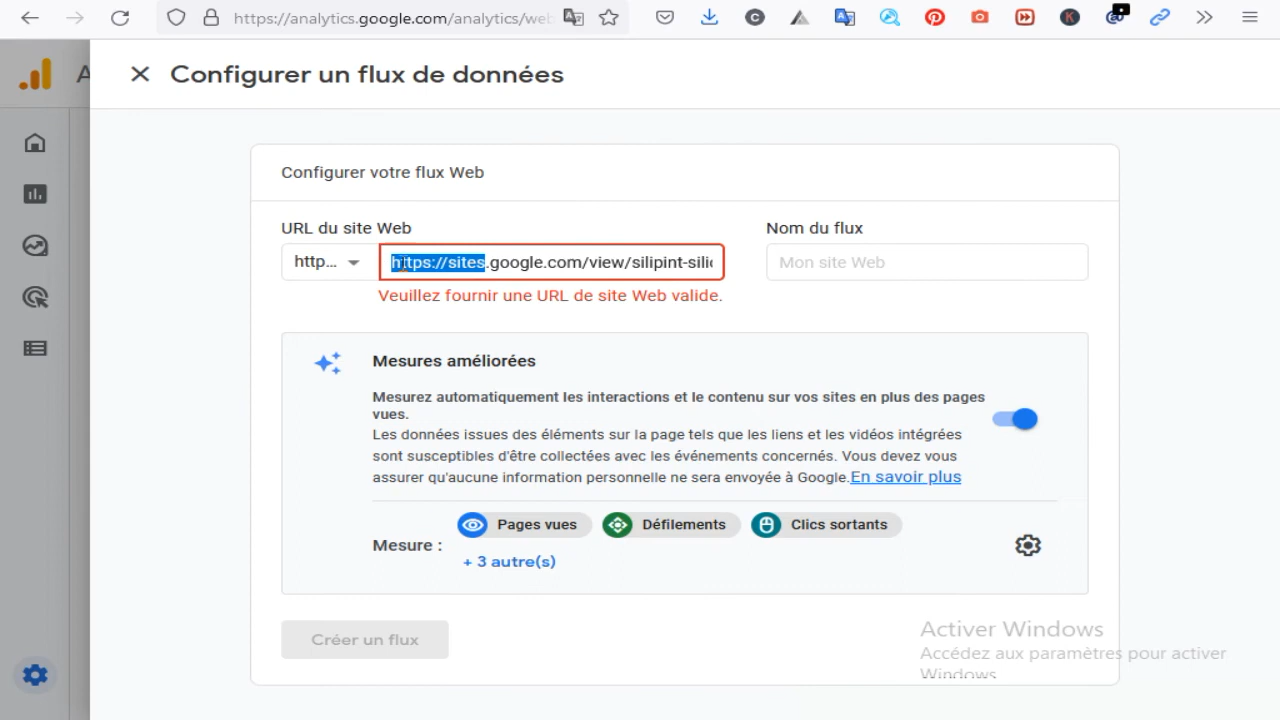 https://analytics.google.com/analytics/web
Configurer un flux de données
Configurer votre flux Web
URL du site Web
Nom du flux
http...
https://sites.google.com/view/silipint-silic
Mon site Web
Veuillez fournir une URL de site Web valide.
Mesures améliorées
Mesurez automatiquement les interactions et le contenu sur vos sites en plus des pages
vues.
Les données issues des éléments sur la page tels que les liens et les vidéos intégrées
sont susceptibles d'être collectées avec les événements concernés. Vous devez vous
assurer qu'aucune information personnelle ne sera envoyée à Google.En savoir plus
Mesure :
Pages vues
Défilements
Clics sortants
+ 3 autre(s)
Créer un flux
Activer Windows
Accédez aux paramètres pour activer
Windows.